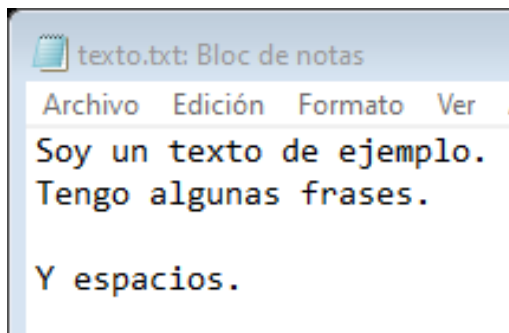 texto.txt: Bloc de notas
Archivo Edición Formato Ver
Soy un texto de ejemplo.
Tengo algunas frases.

Y espacios.